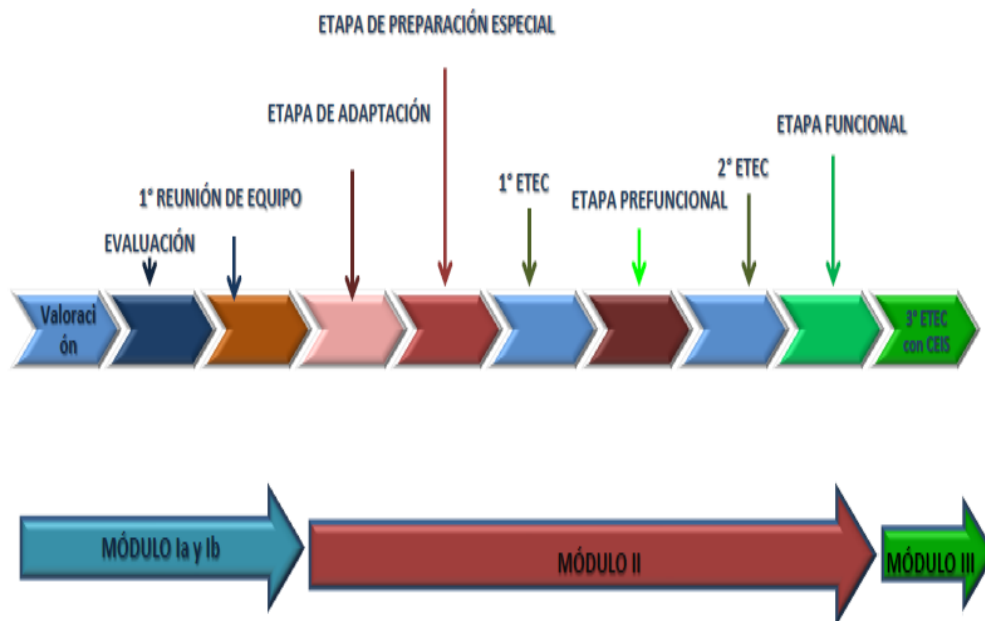 ETAPA DE PREPARACIÓN ESPECIAL
ETAPA DE ADAPTACIÓN
ETAPA FUNCIONAL
1° ETEC
2° ETEC
1° REUNIÓN DE EQUIPO
ETAPA PREFUNCIONAL
EVALUACIÓN
Valoraci
ón
3° ETEC
con CEIS
MÓDULO Ia y Ib
MÓDULO II
MÓDULO III